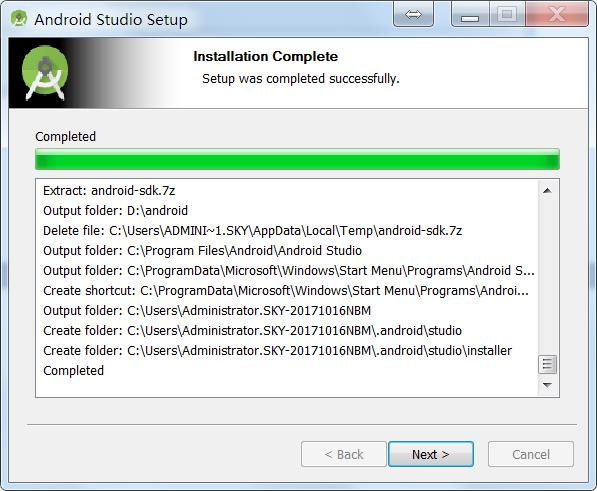 Android Studio Setup
Installation Complete
Setup was completed successfully.
Completed
Extract: android-sdk.7z
Output folder: D:\android
Delete file: C:\Users\ADMINI~1.SKY\AppData\Local\Temp\android-sdk.7z
Output folder: C:\Program Files\Android\Android Studio
Output folder: C:\ProgramData\Microsoft\Windows\Start Menu\Programs\Android S...
Create shortcut: C:\ProgramData\Microsoft\Windows\Start Menu\Programs\Androi...
Output folder: C:\Users\Administrator.SKY-20171016NBM
Create folder: C:\Users\Administrator.SKY-20171016NBM\.android\studio
Create folder: C:\Users\Administrator.SKY-20171016NBM\.android\studio\installer
Completed
< Back Next > Cancel